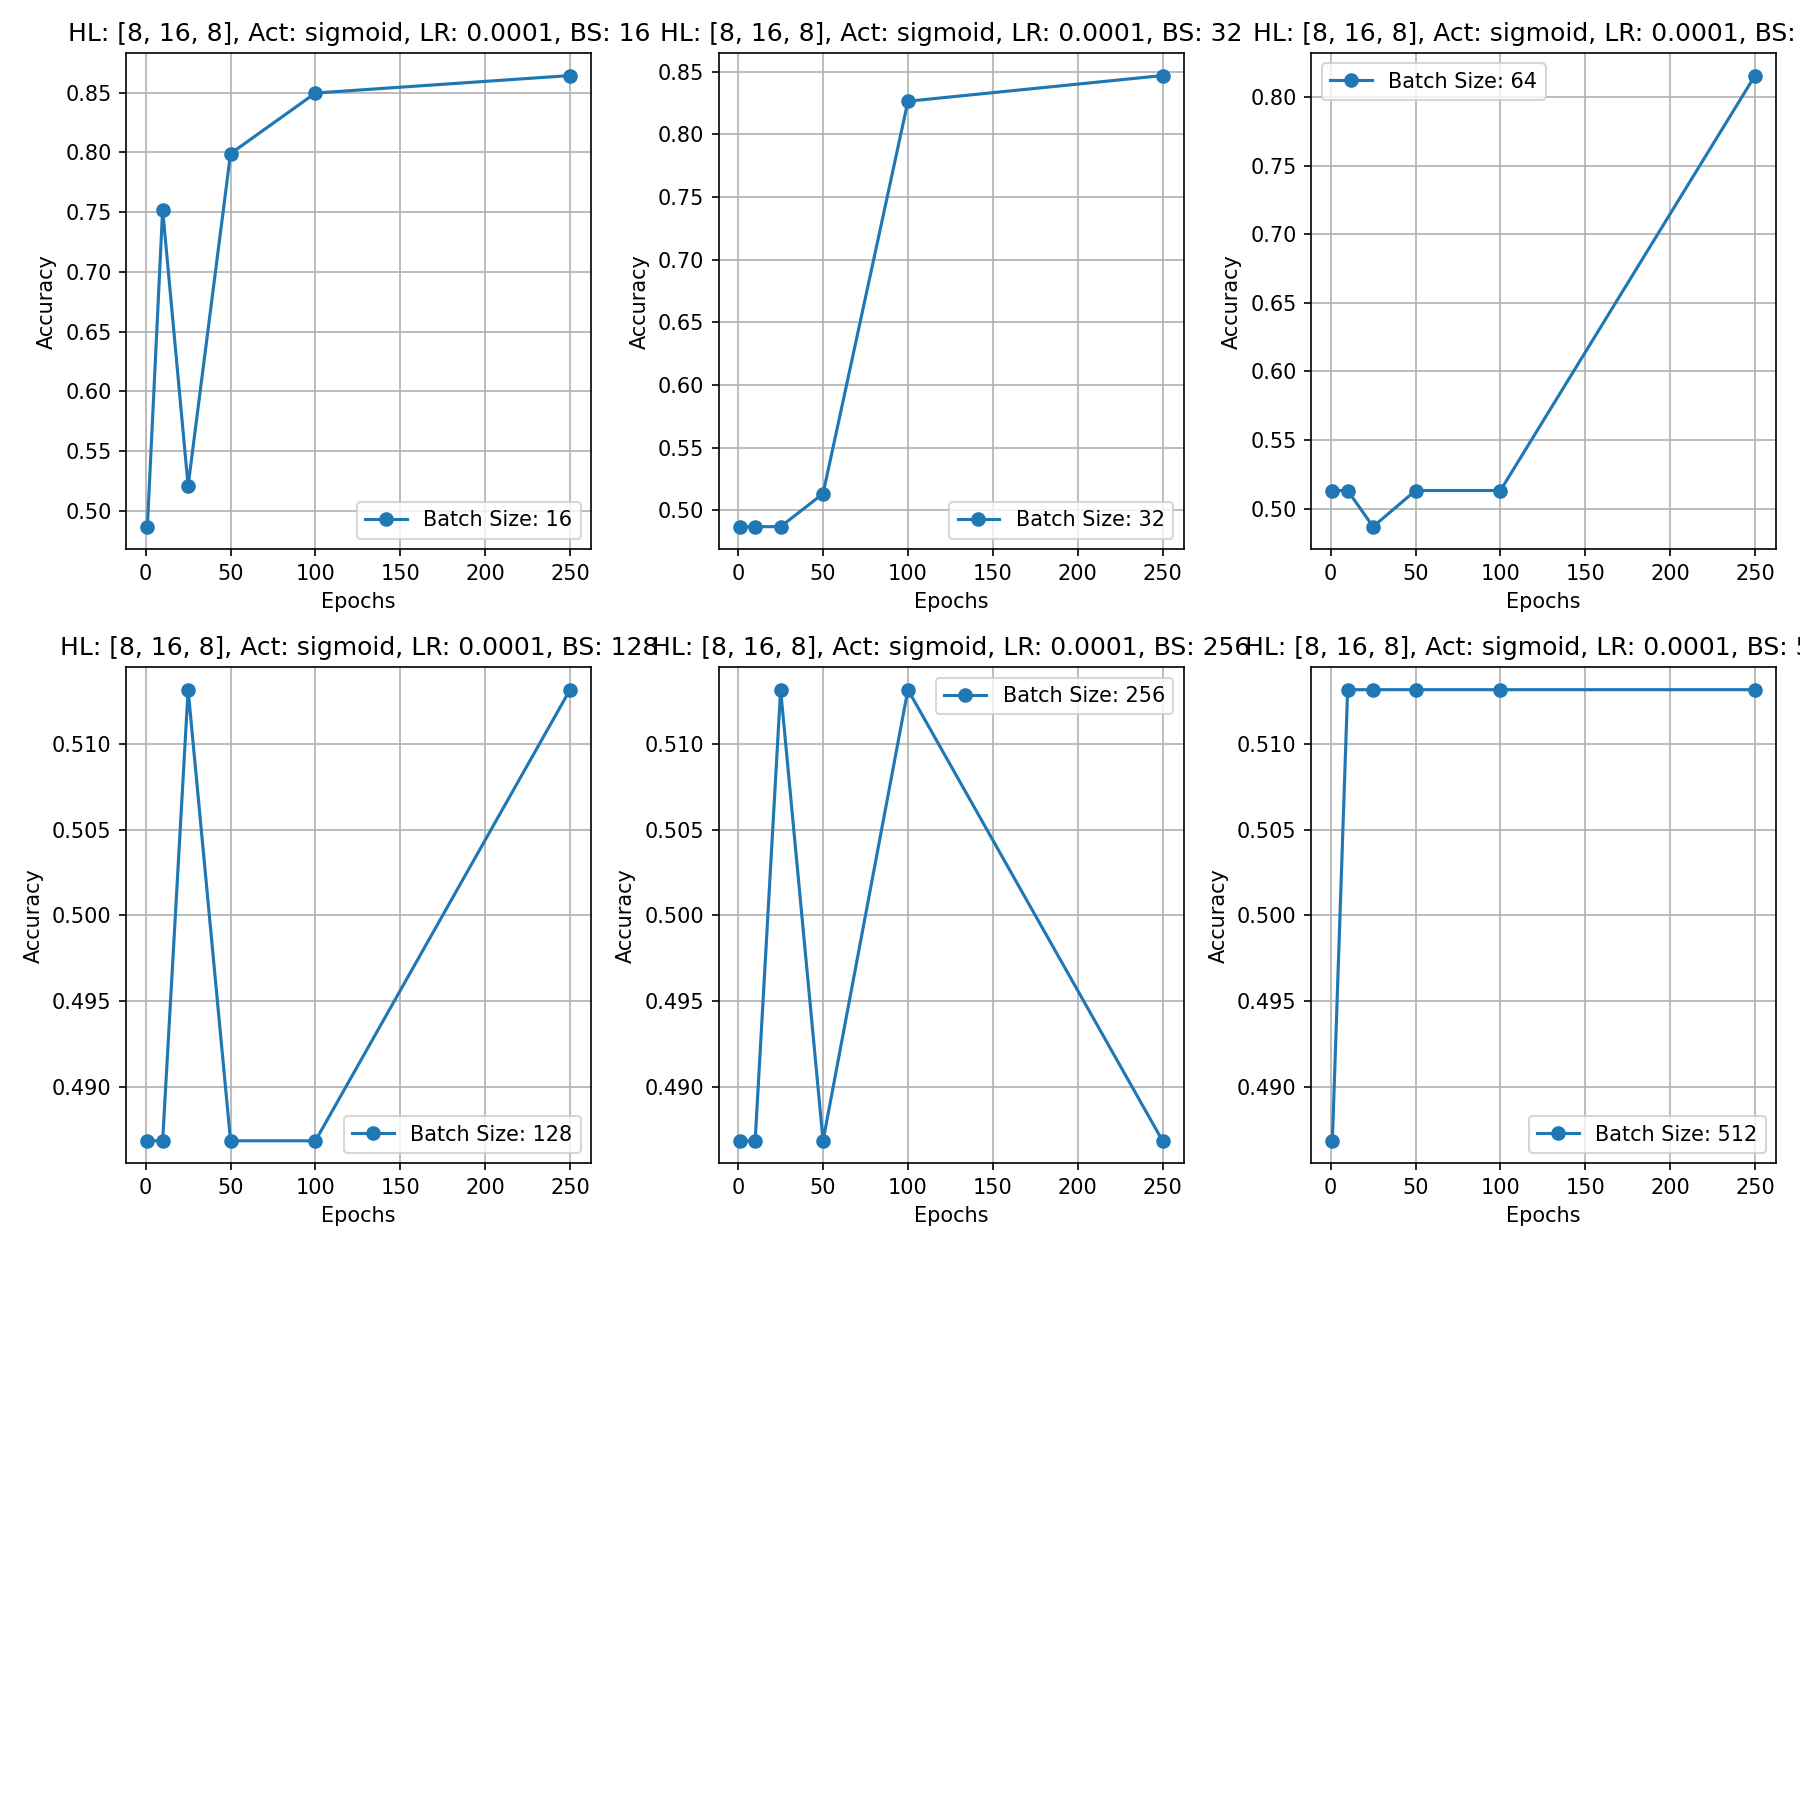 HL: [8, 16, 8], Act: sigmoid, LR: 0.0001, BS: 16
0.85
0.80
0.75
0.70
0.65
0.60
0.55
0.50
Accuracy
Batch Size: 16
0 50 100 150 200 250
Epochs
HL: [8, 16, 8], Act: sigmoid, LR: 0.0001, BS: 32
0.85
0.80
0.75
0.70
0.65
0.60
0.55
0.50
Accuracy
Batch Size: 32
0 50 100 150 200 250
Epochs
HL: [8, 16, 8], Act: sigmoid, LR: 0.0001, BS:
Batch Size: 64
0.80
0.75
0.70
0.65
0.60
0.55
0.50
Accuracy
0 50 100 150 200 250
Epochs
HL: [8, 16, 8], Act: sigmoid, LR: 0.0001, BS: 128
0.510
0.505
0.500
0.495
0.490
Accuracy
Batch Size: 128
0 50 100 150 200 250
Epochs
HL: [8, 16, 8], Act: sigmoid, LR: 0.0001, BS: 256
Batch Size: 256
0.510
0.505
0.500
0.495
0.490
Accuracy
0 50 100 150 200 250
Epochs
HL: [8, 16, 8], Act: sigmoid, LR: 0.0001, BS:
0.510
0.505
0.500
0.495
0.490
Accuracy
Batch Size: 512
0 50 100 150 200 250
Epochs